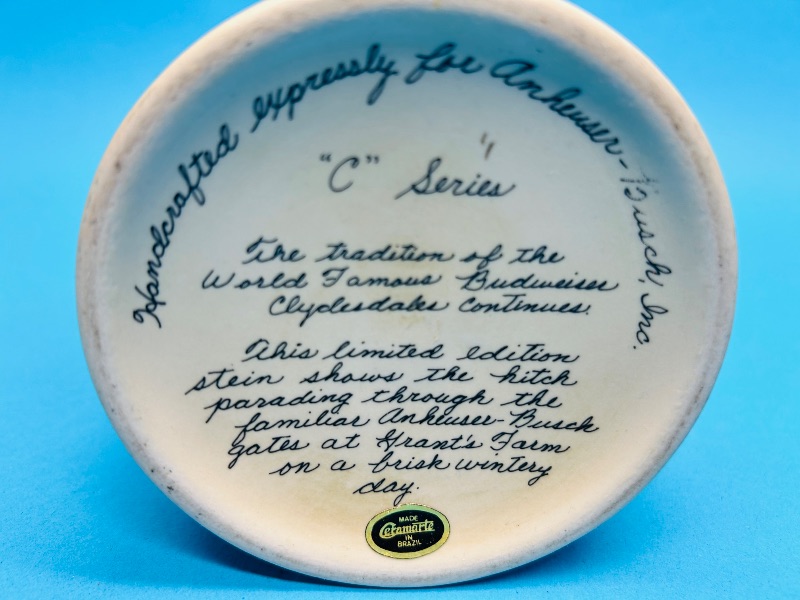 Handcrafted expressly for Anheuser-Busch, Inc.
"C" Series
The tradition of the
World Famous Budweiser
Clydesdales continues.
This limited edition
stein shows the hitch
parading through the
familiar Anheuser-Busch
gates at Grant's Farm
on a brisk wintery
day.
MADE
Ceramarte
IN
BRAZIL